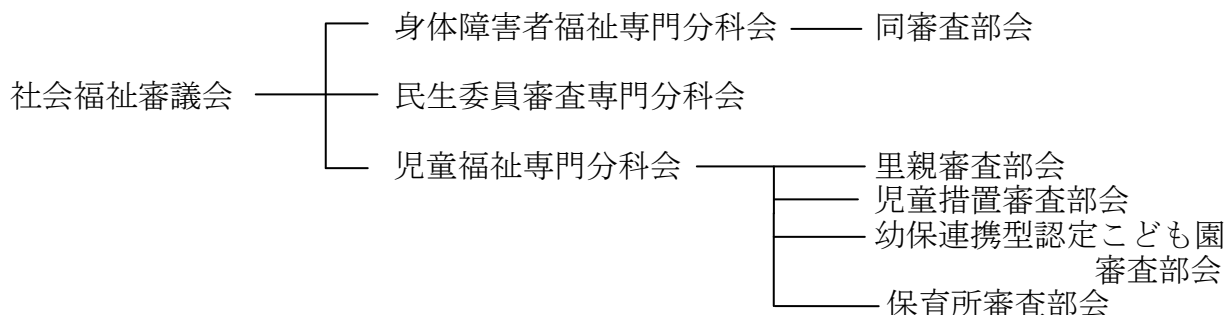 身体障害者福祉専門分科会 同審査部会
社会福祉審議会 民生委員審査専門分科会
児童福祉専門分科会 里親審査部会
児童措置審査部会
幼保連携型認定こども園
審査部会
保育所審査部会